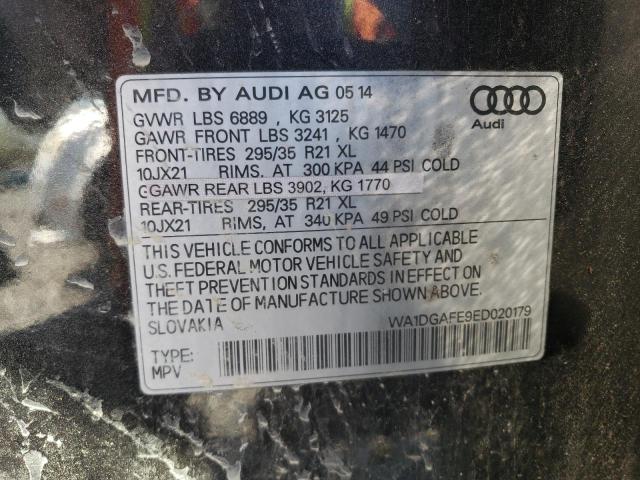 MFD. BY AUDI AG 05 14
GVWR LBS 6889 , KG 3125
GAWR FRONT LBS 3241 , KG 1470
FRONT-TIRES 295/35 R21 XL
10JX21 RIMS, AT 300 KPA 44 PSI COLD
GGAWR REAR LBS 3902, KG 1770
REAR-TIRES 295/35 R21 XL
10JX21 RIMS, AT 340 KPA 49 PSI COLD
Audi
THIS VEHICLE CONFORMS TO ALL APPLICABLE
U.S. FEDERAL MOTOR VEHICLE SAFETY AND
THEFT PREVENTION STANDARDS IN EFFECT ON
THE DATE OF MANUFACTURE SHOWN ABOVE.
SLOVAKIA WA1DGAFE9ED020179
TYPE:
MPV